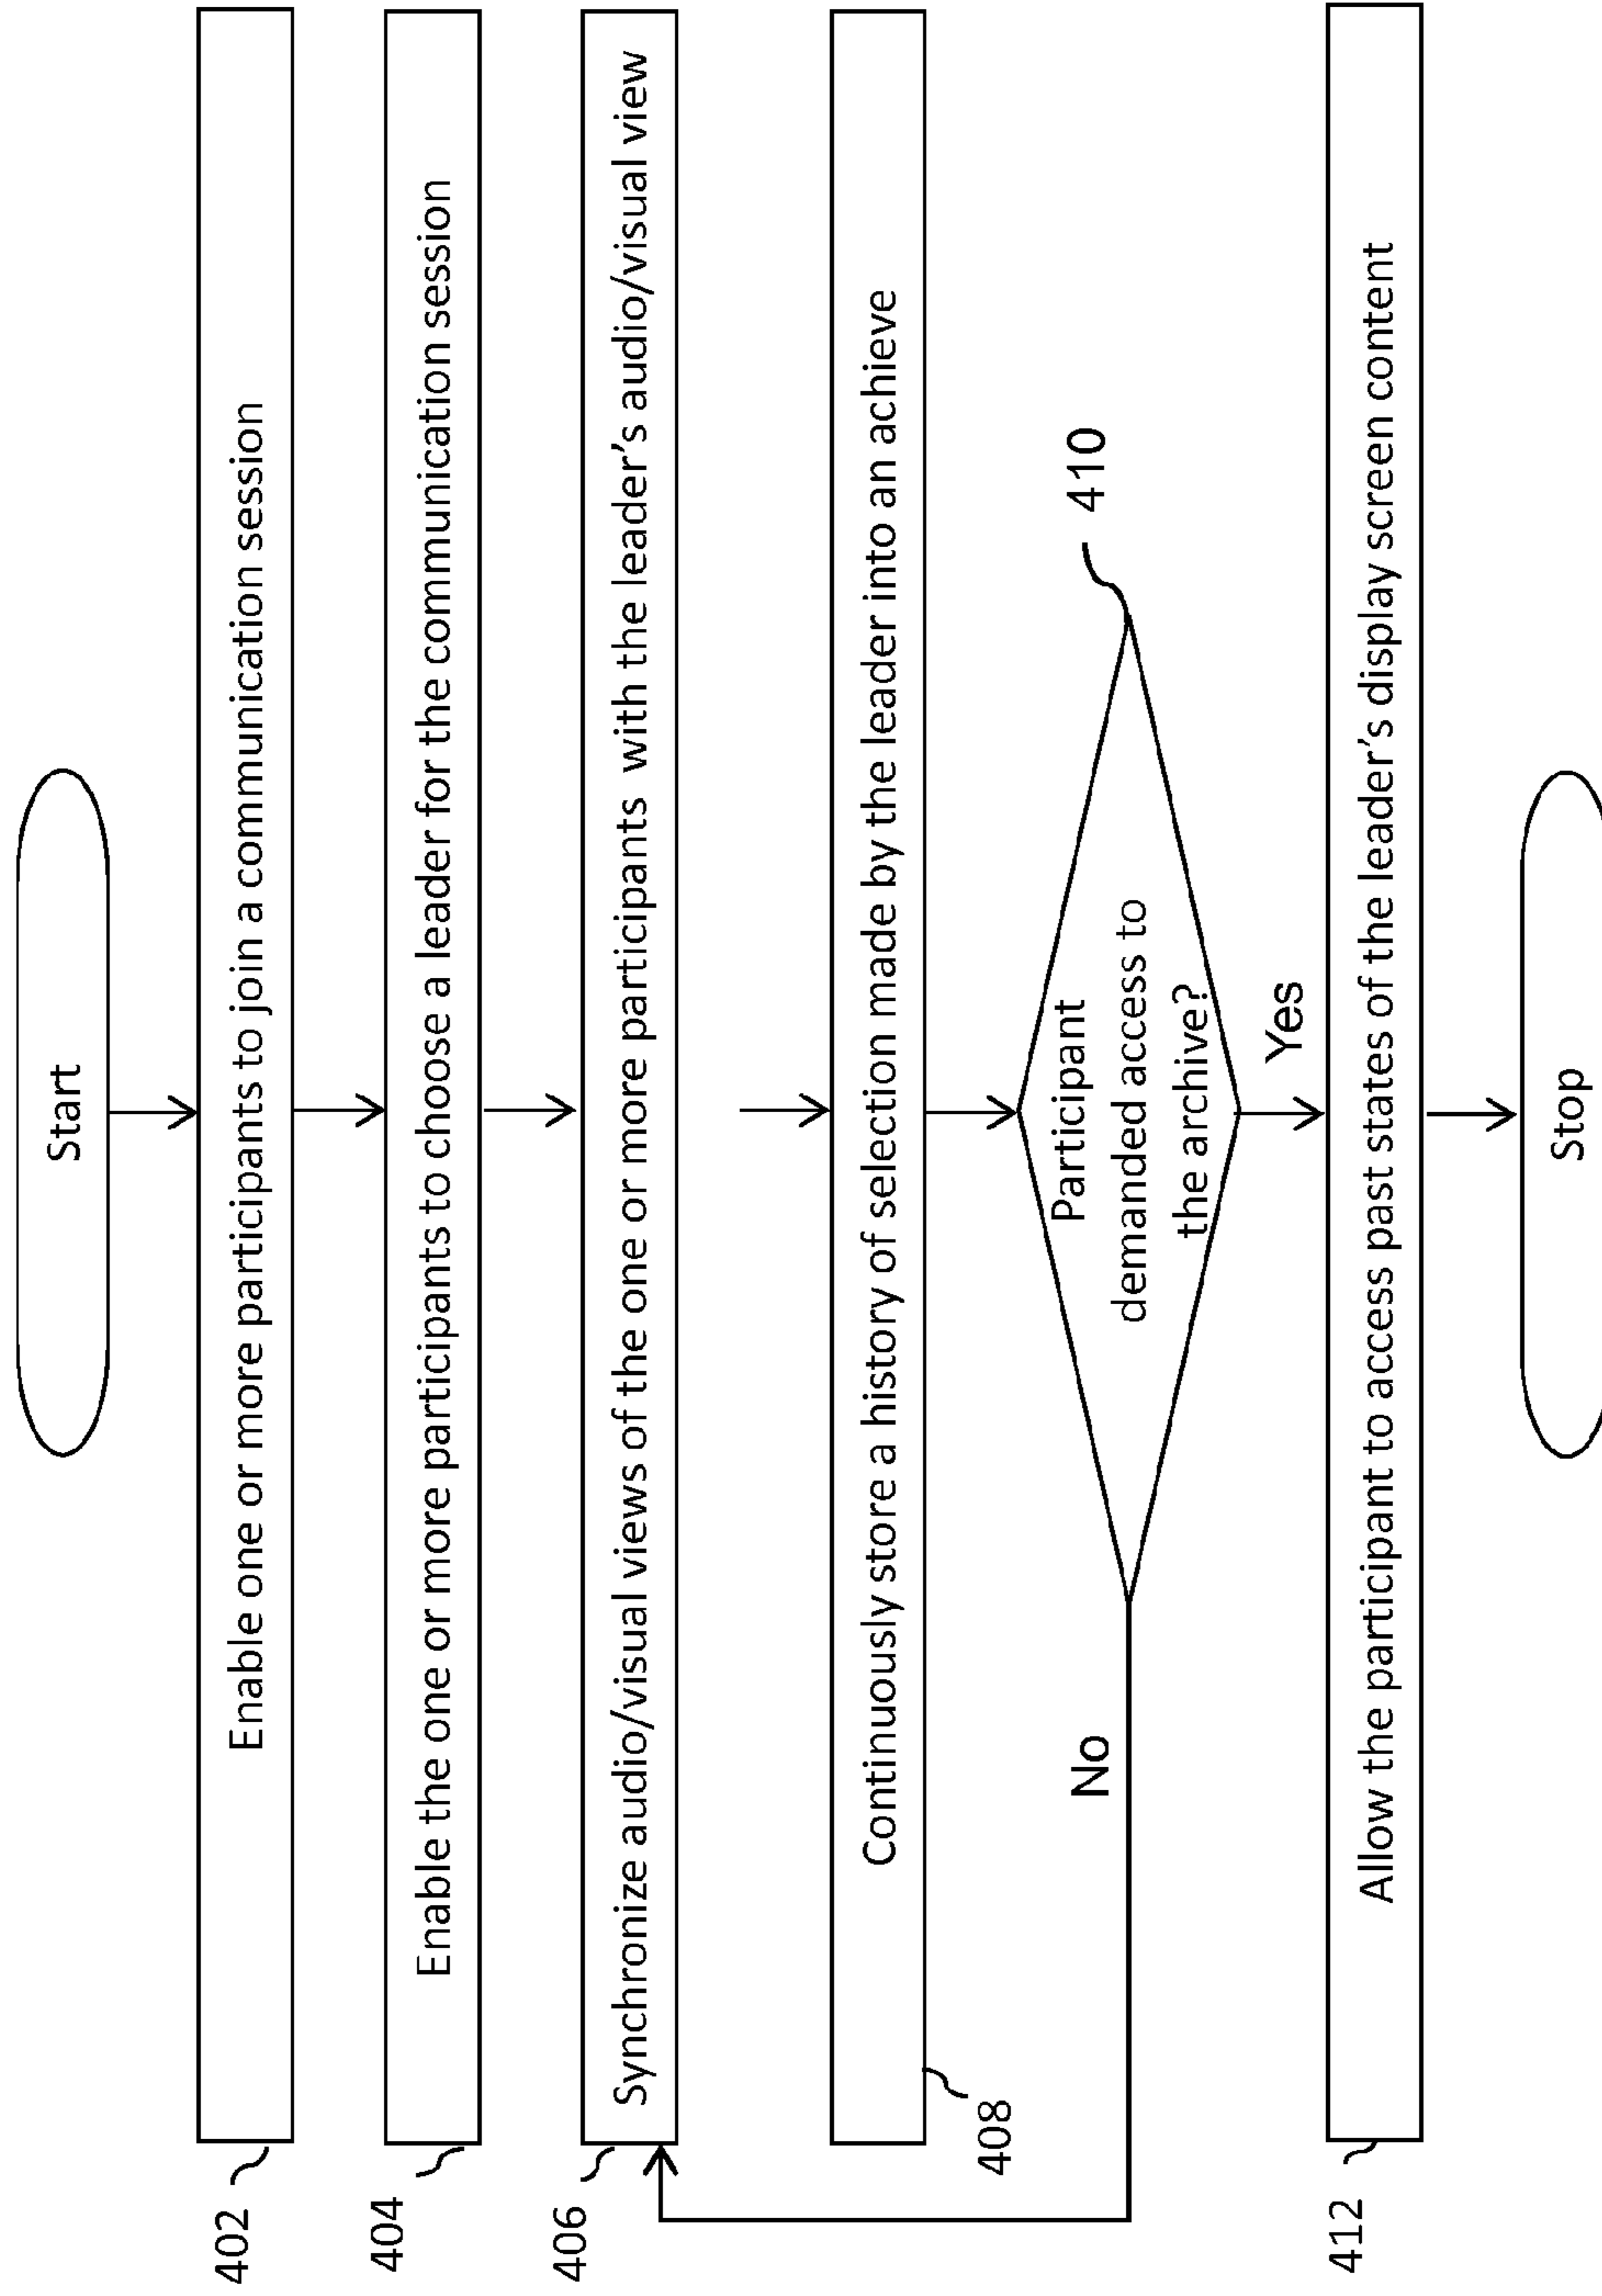 Start
402
Enable one or more participants to join a communication session
404
Enable the one or more participants to choose a leader for the communication session
406
Synchronize audio/visual views of the one or more participants with the leader's audio/visual view
408
Continuously store a history of selection made by the leader into an achieve
410
Participant
demanded access to
the archive?
No
Yes
412
Allow the participant to access past states of the leader's display screen content
Stop